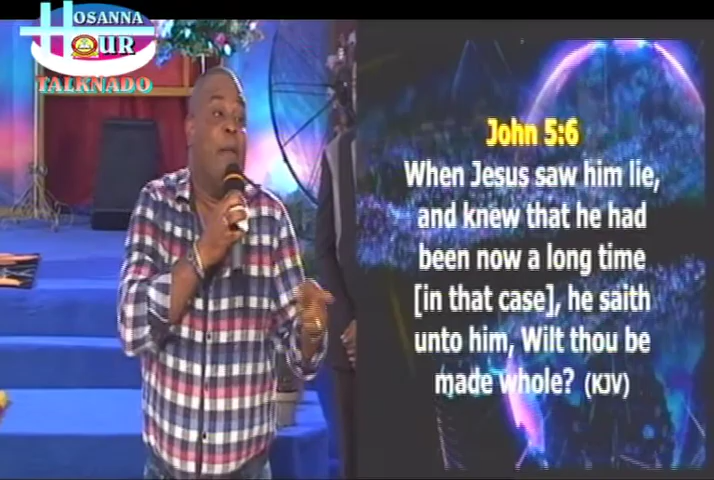 HOSANNA
HOUR
TALKNADO
John 5:6
When Jesus saw him lie,
and knew that he had
been now a long time
[in that case], he saith
unto him, Wilt thou be
made whole? (KJV)